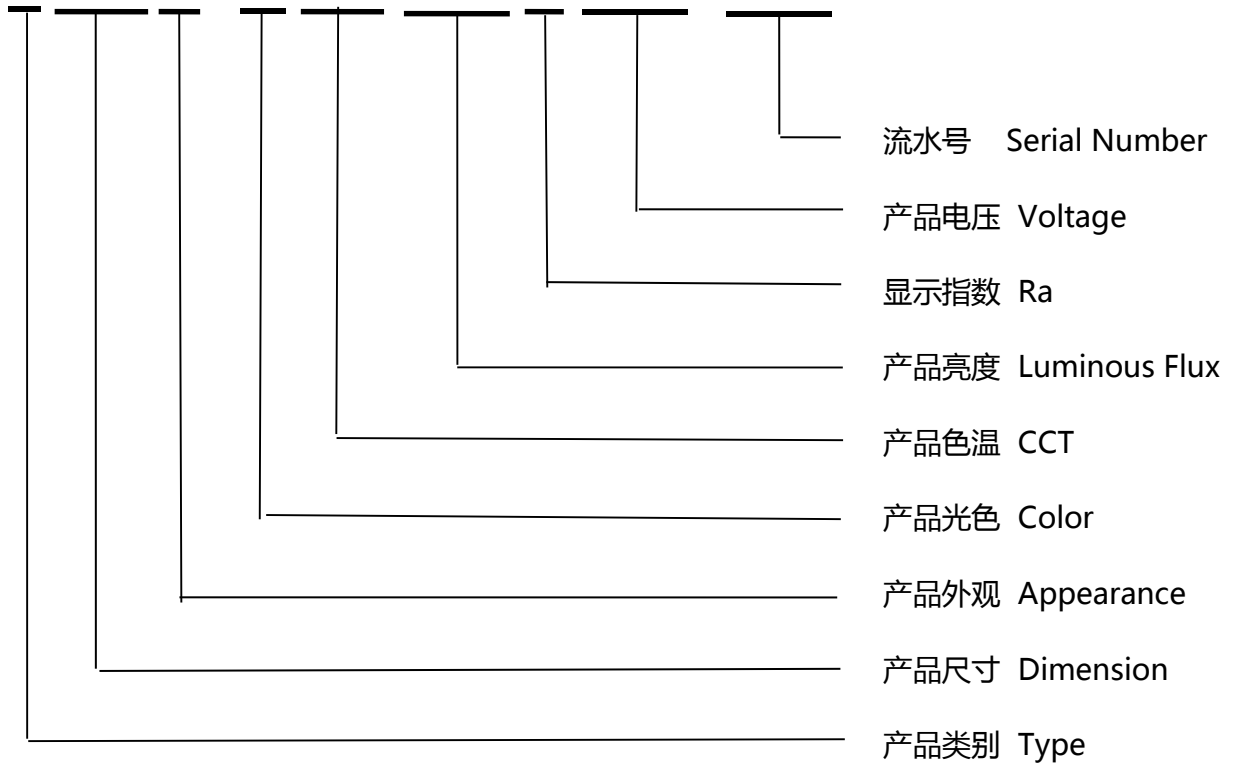 流水号 Serial Number
产品电压 Voltage
显示指数 Ra
产品亮度 Luminous Flux
产品色温 CCT
产品光色 Color
产品外观 Appearance
产品尺寸 Dimension
产品类别 Type